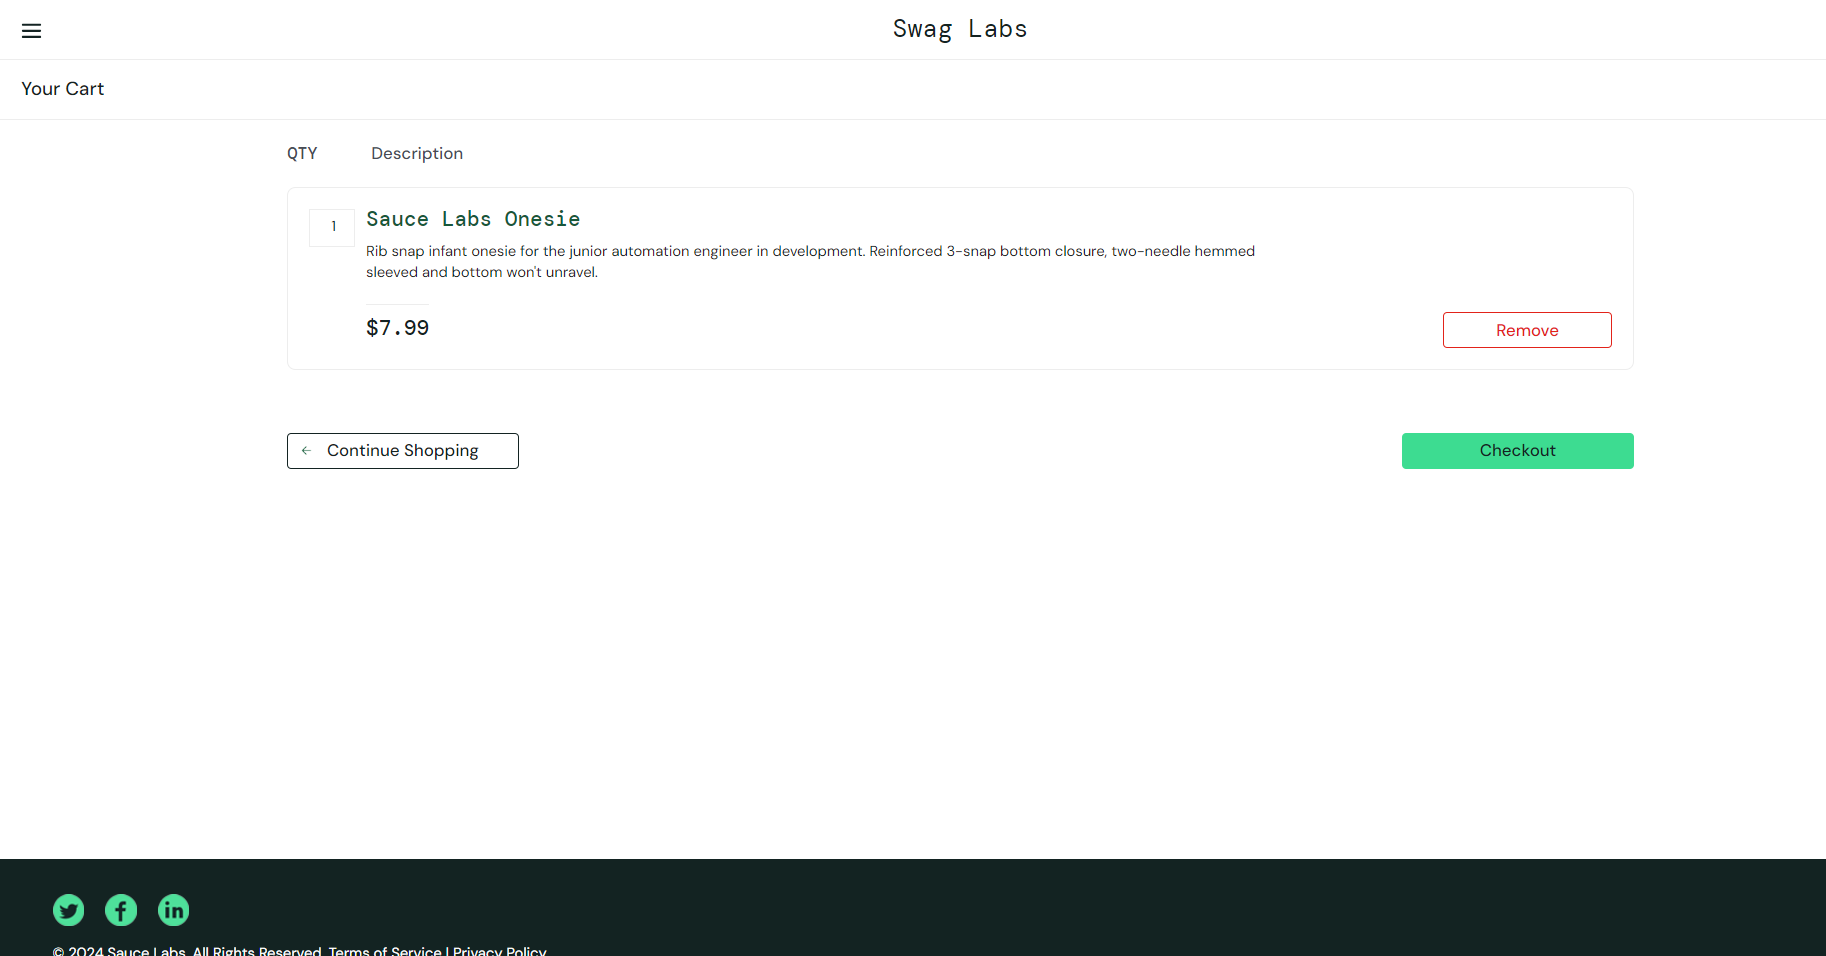 Swag Labs
Your Cart
QTY Description
1
Sauce Labs Onesie
Rib snap infant onesie for the junior automation engineer in development. Reinforced 3-snap bottom closure, two-needle hemmed
sleeved and bottom won't unravel.
$7.99
Remove
← Continue Shopping
Checkout
© 2024 Sauce Labs. All Rights Reserved. Terms of Service | Privacy Policy